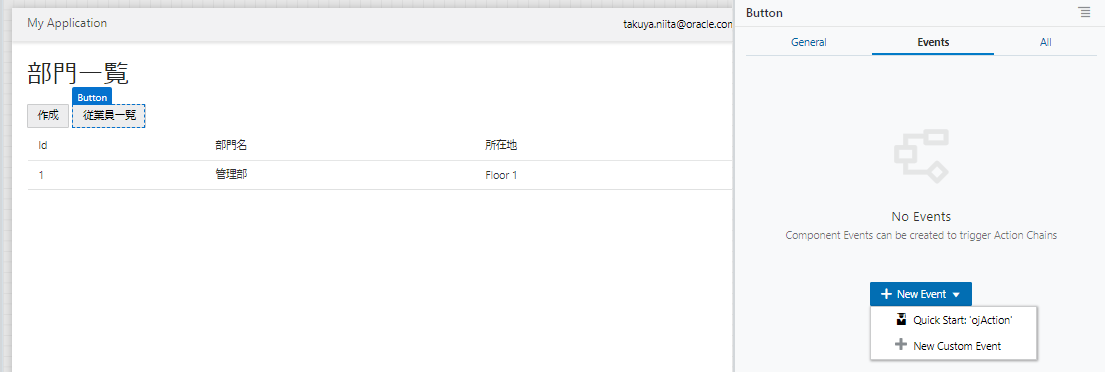 My Application
takuya.niita@oracle.com
部門一覧
Button
作成
従業員一覧
Id 部門名 所在地
1 管理部 Floor 1
Button
General Events All
No Events
Component Events can be created to trigger Action Chains
New Event
Quick Start: 'ojAction'
New Custom Event